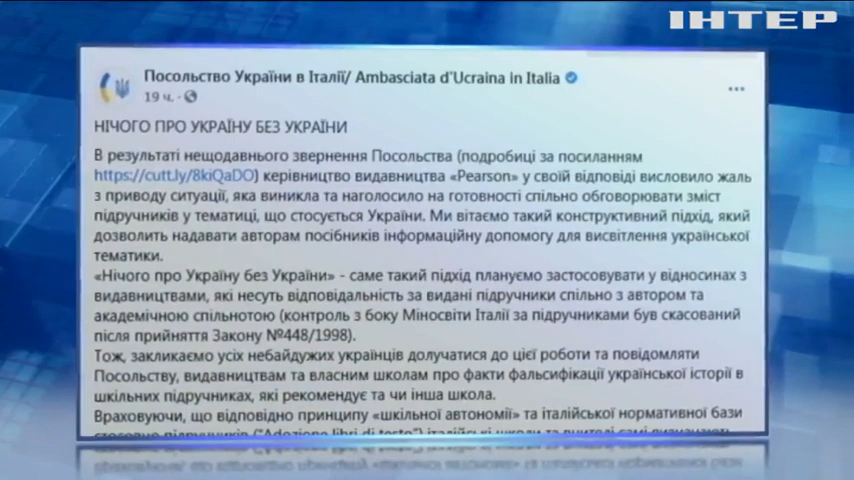 ІНТЕР
Посольство України в Італії/ Ambasciata d'Ucraina in Italia
19 ч. ·
НІЧОГО ПРО УКРАЇНУ БЕЗ УКРАЇНИ
В результаті нещодавнього звернення Посольства (подробиці за посиланням
https://cutt.ly/8kiQaDO) керівництво видавництва «Pearson» у своїй відповіді висловило жаль
з приводу ситуації, яка виникла та наголосило на готовності спільно обговорювати зміст
підручників у тематиці, що стосується України. Ми вітаємо такий конструктивний підхід, який
дозволить надавати авторам посібників інформаційну допомогу для висвітлення української
тематики.
«Нічого про Україну без України» - саме такий підхід плануємо застосовувати у відносинах з
видавництвами, які несуть відповідальність за видані підручники спільно з автором та
академічною спільнотою (контроль з боку Міносвіти Італії за підручниками був скасований
після прийняття Закону №448/1998).
Тож, закликаємо усіх небайдужих українців долучатися до цієї роботи та повідомляти
Посольству, видавництвам та власним школам про факти фальсифікації української історії в
шкільних підручниках, які рекомендує та чи інша школа.
Враховуючи, що відповідно принципу «шкільної автономії» та італійської нормативної бази